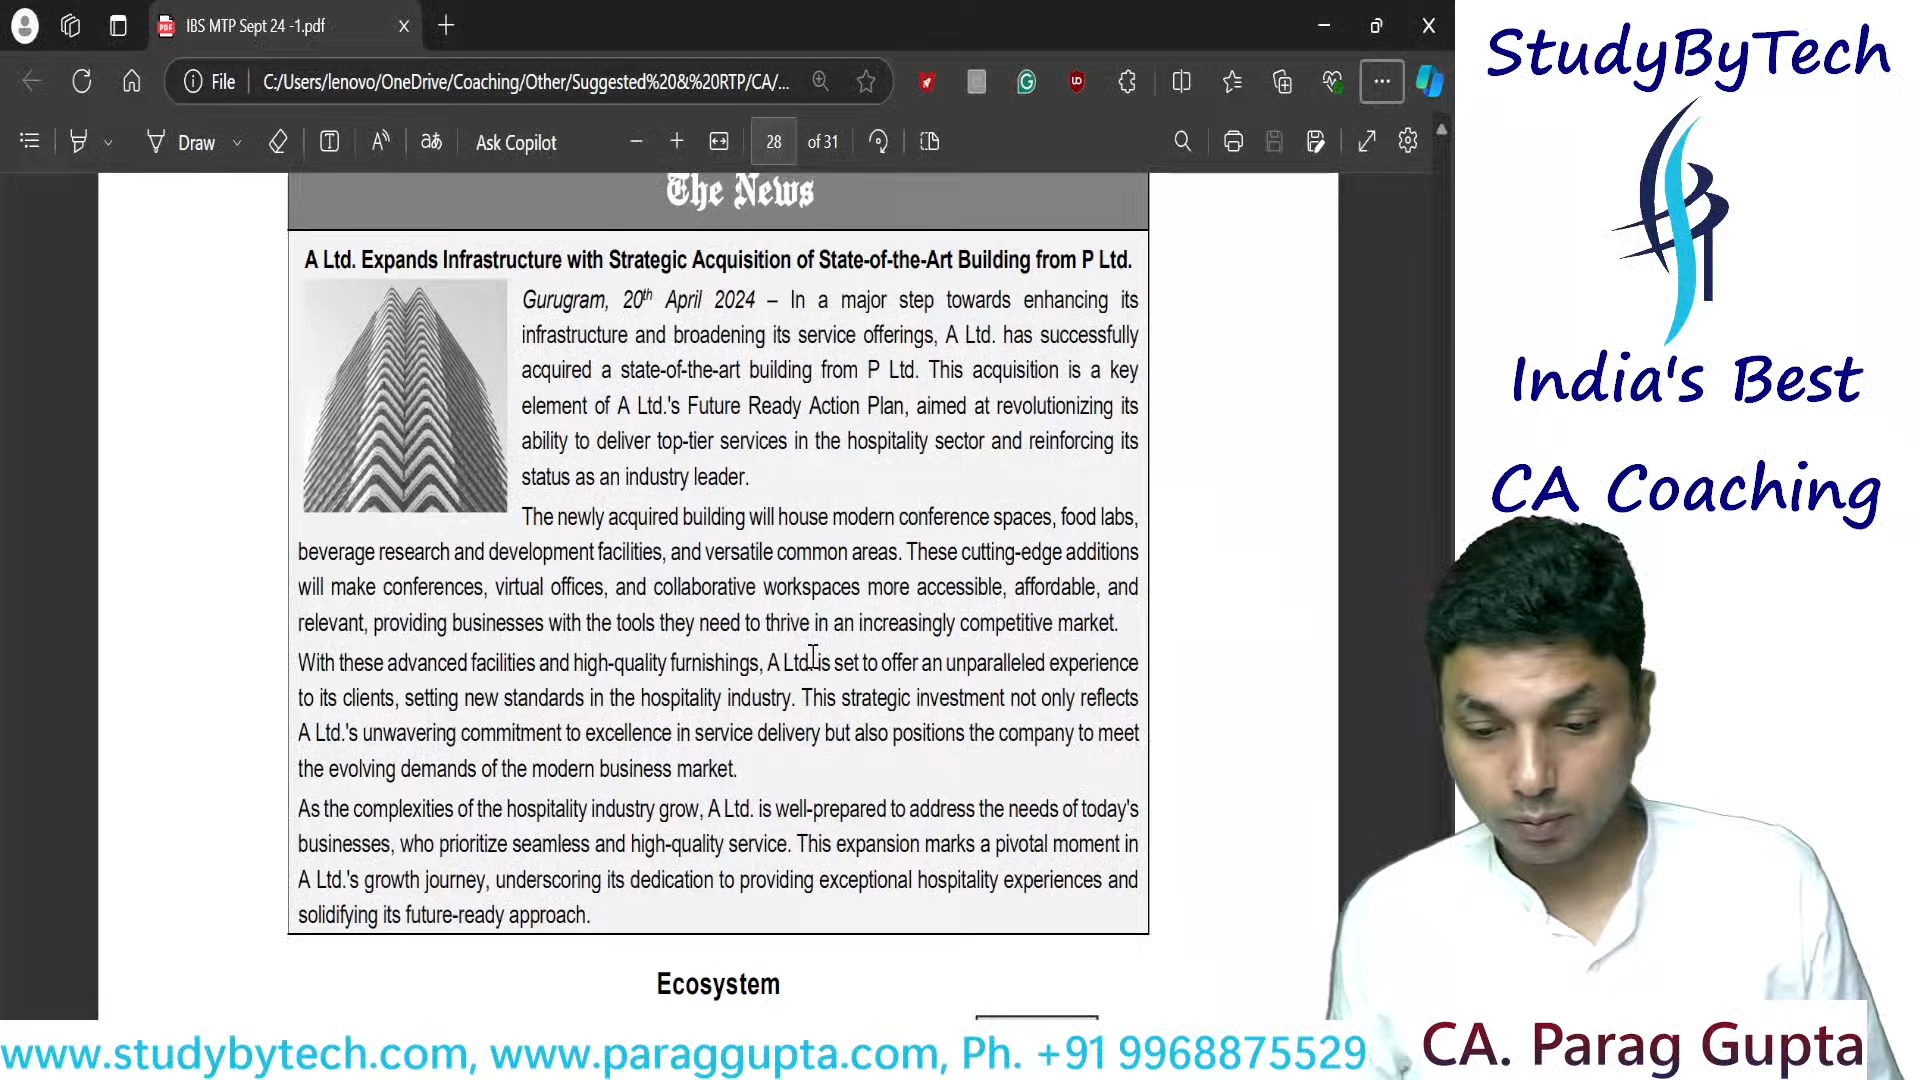 IBS MTP Sept 24 -1.pdf
File
C:/Users/lenovo/OneDrive/Coaching/Other/Suggested%20&%20RTP/CA/...
Draw
Ask Copilot
28 of 31
The News
A Ltd. Expands Infrastructure with Strategic Acquisition of State-of-the-Art Building from P Ltd.
Gurugram, 20th April 2024 – In a major step towards enhancing its
infrastructure and broadening its service offerings, A Ltd. has successfully
acquired a state-of-the-art building from P Ltd. This acquisition is a key
element of A Ltd.'s Future Ready Action Plan, aimed at revolutionizing its
ability to deliver top-tier services in the hospitality sector and reinforcing its
status as an industry leader.
The newly acquired building will house modern conference spaces, food labs,
beverage research and development facilities, and versatile common areas. These cutting-edge additions
will make conferences, virtual offices, and collaborative workspaces more accessible, affordable, and
relevant, providing businesses with the tools they need to thrive in an increasingly competitive market.
With these advanced facilities and high-quality furnishings, A Ltd. is set to offer an unparalleled experience
to its clients, setting new standards in the hospitality industry. This strategic investment not only reflects
A Ltd.'s unwavering commitment to excellence in service delivery but also positions the company to meet
the evolving demands of the modern business market.
As the complexities of the hospitality industry grow, A Ltd. is well-prepared to address the needs of today's
businesses, who prioritize seamless and high-quality service. This expansion marks a pivotal moment in
A Ltd.'s growth journey, underscoring its dedication to providing exceptional hospitality experiences and
solidifying its future-ready approach.
Ecosystem
StudyByTech
India's Best
CA Coaching
www.studybytech.com, www.paraggupta.com, Ph. +91 9968875529
CA. Parag Gupta